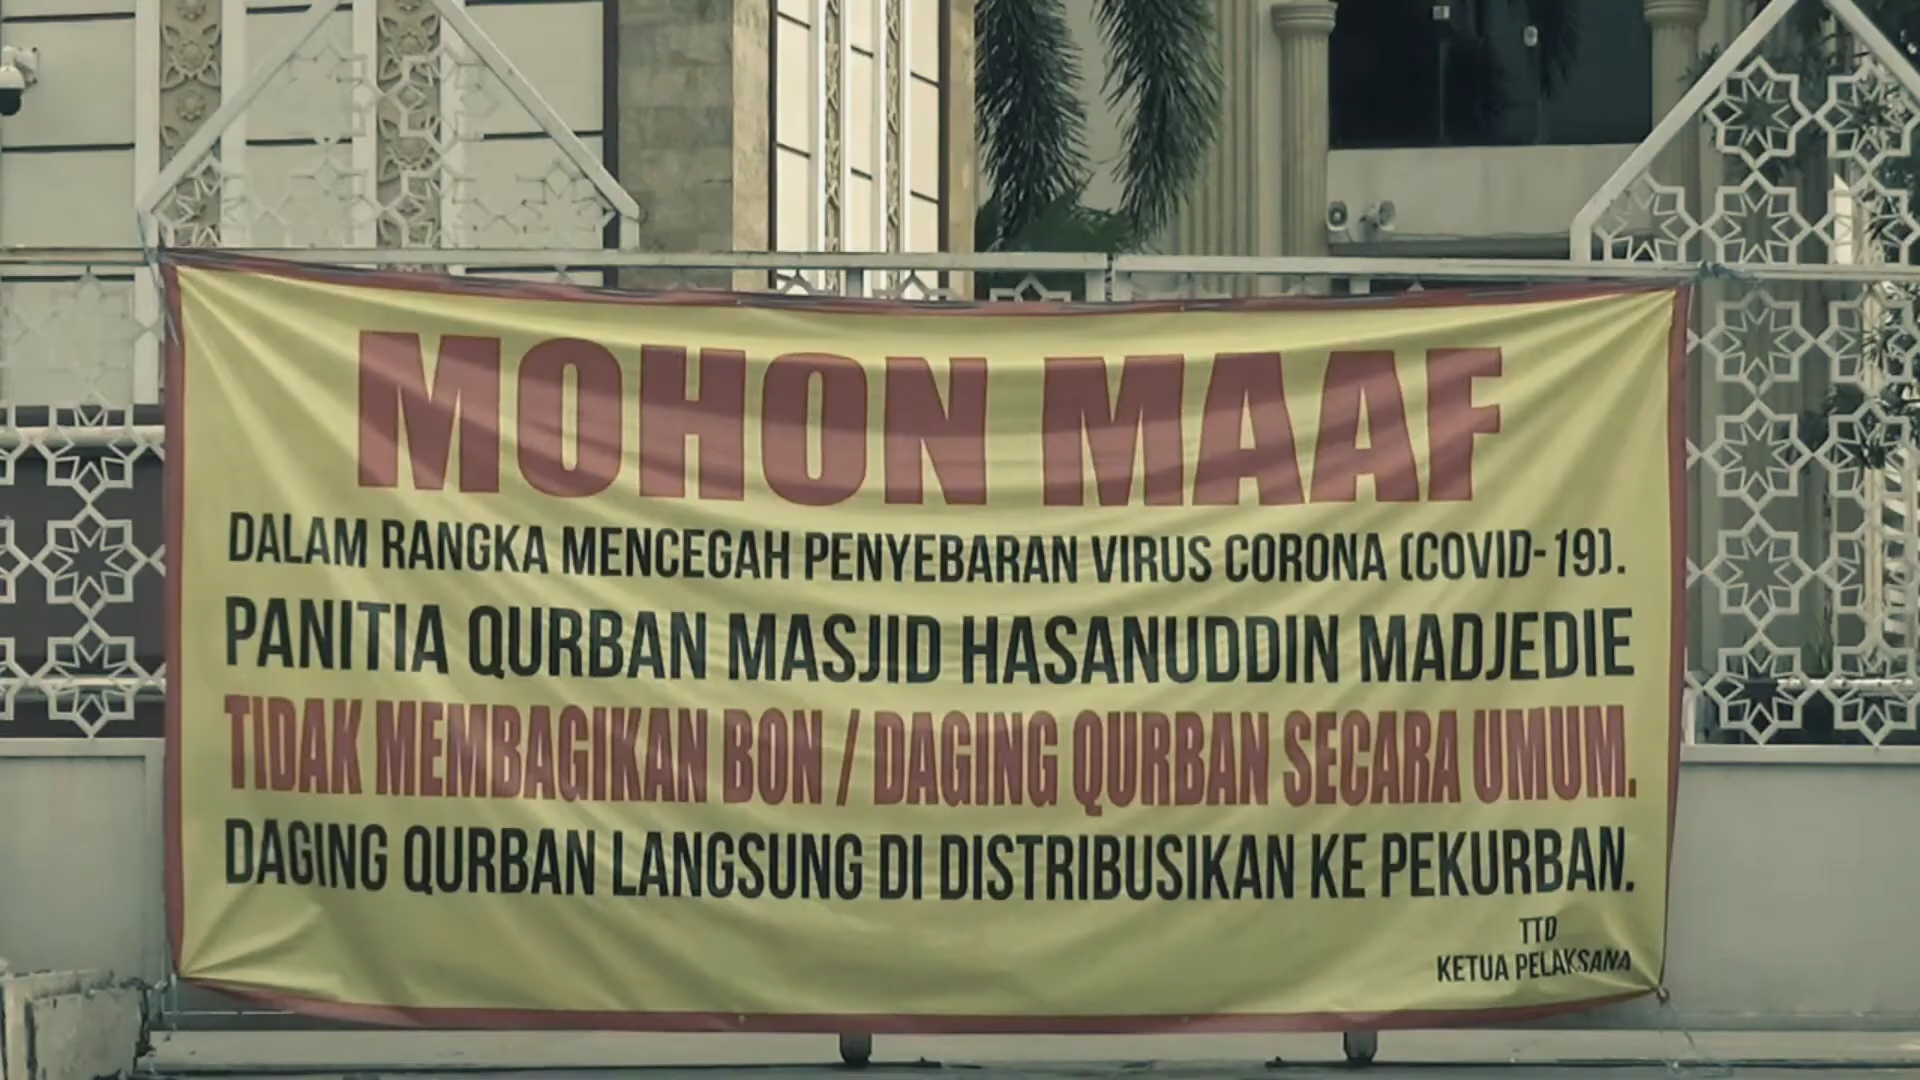 MOHON MAAF
DALAM RANGKA MENCEGAH PENYEBARAN VIRUS CORONA (COVID-19).
PANITIA QURBAN MASJID HASANUDDIN MADJEDIE
TIDAK MEMBAGIKAN BON / DAGING QURBAN SECARA UMUM.
DAGING QURBAN LANGSUNG DI DISTRIBUSIKAN KE PEKURBAN.
TTD
KETUA PELAKSANA